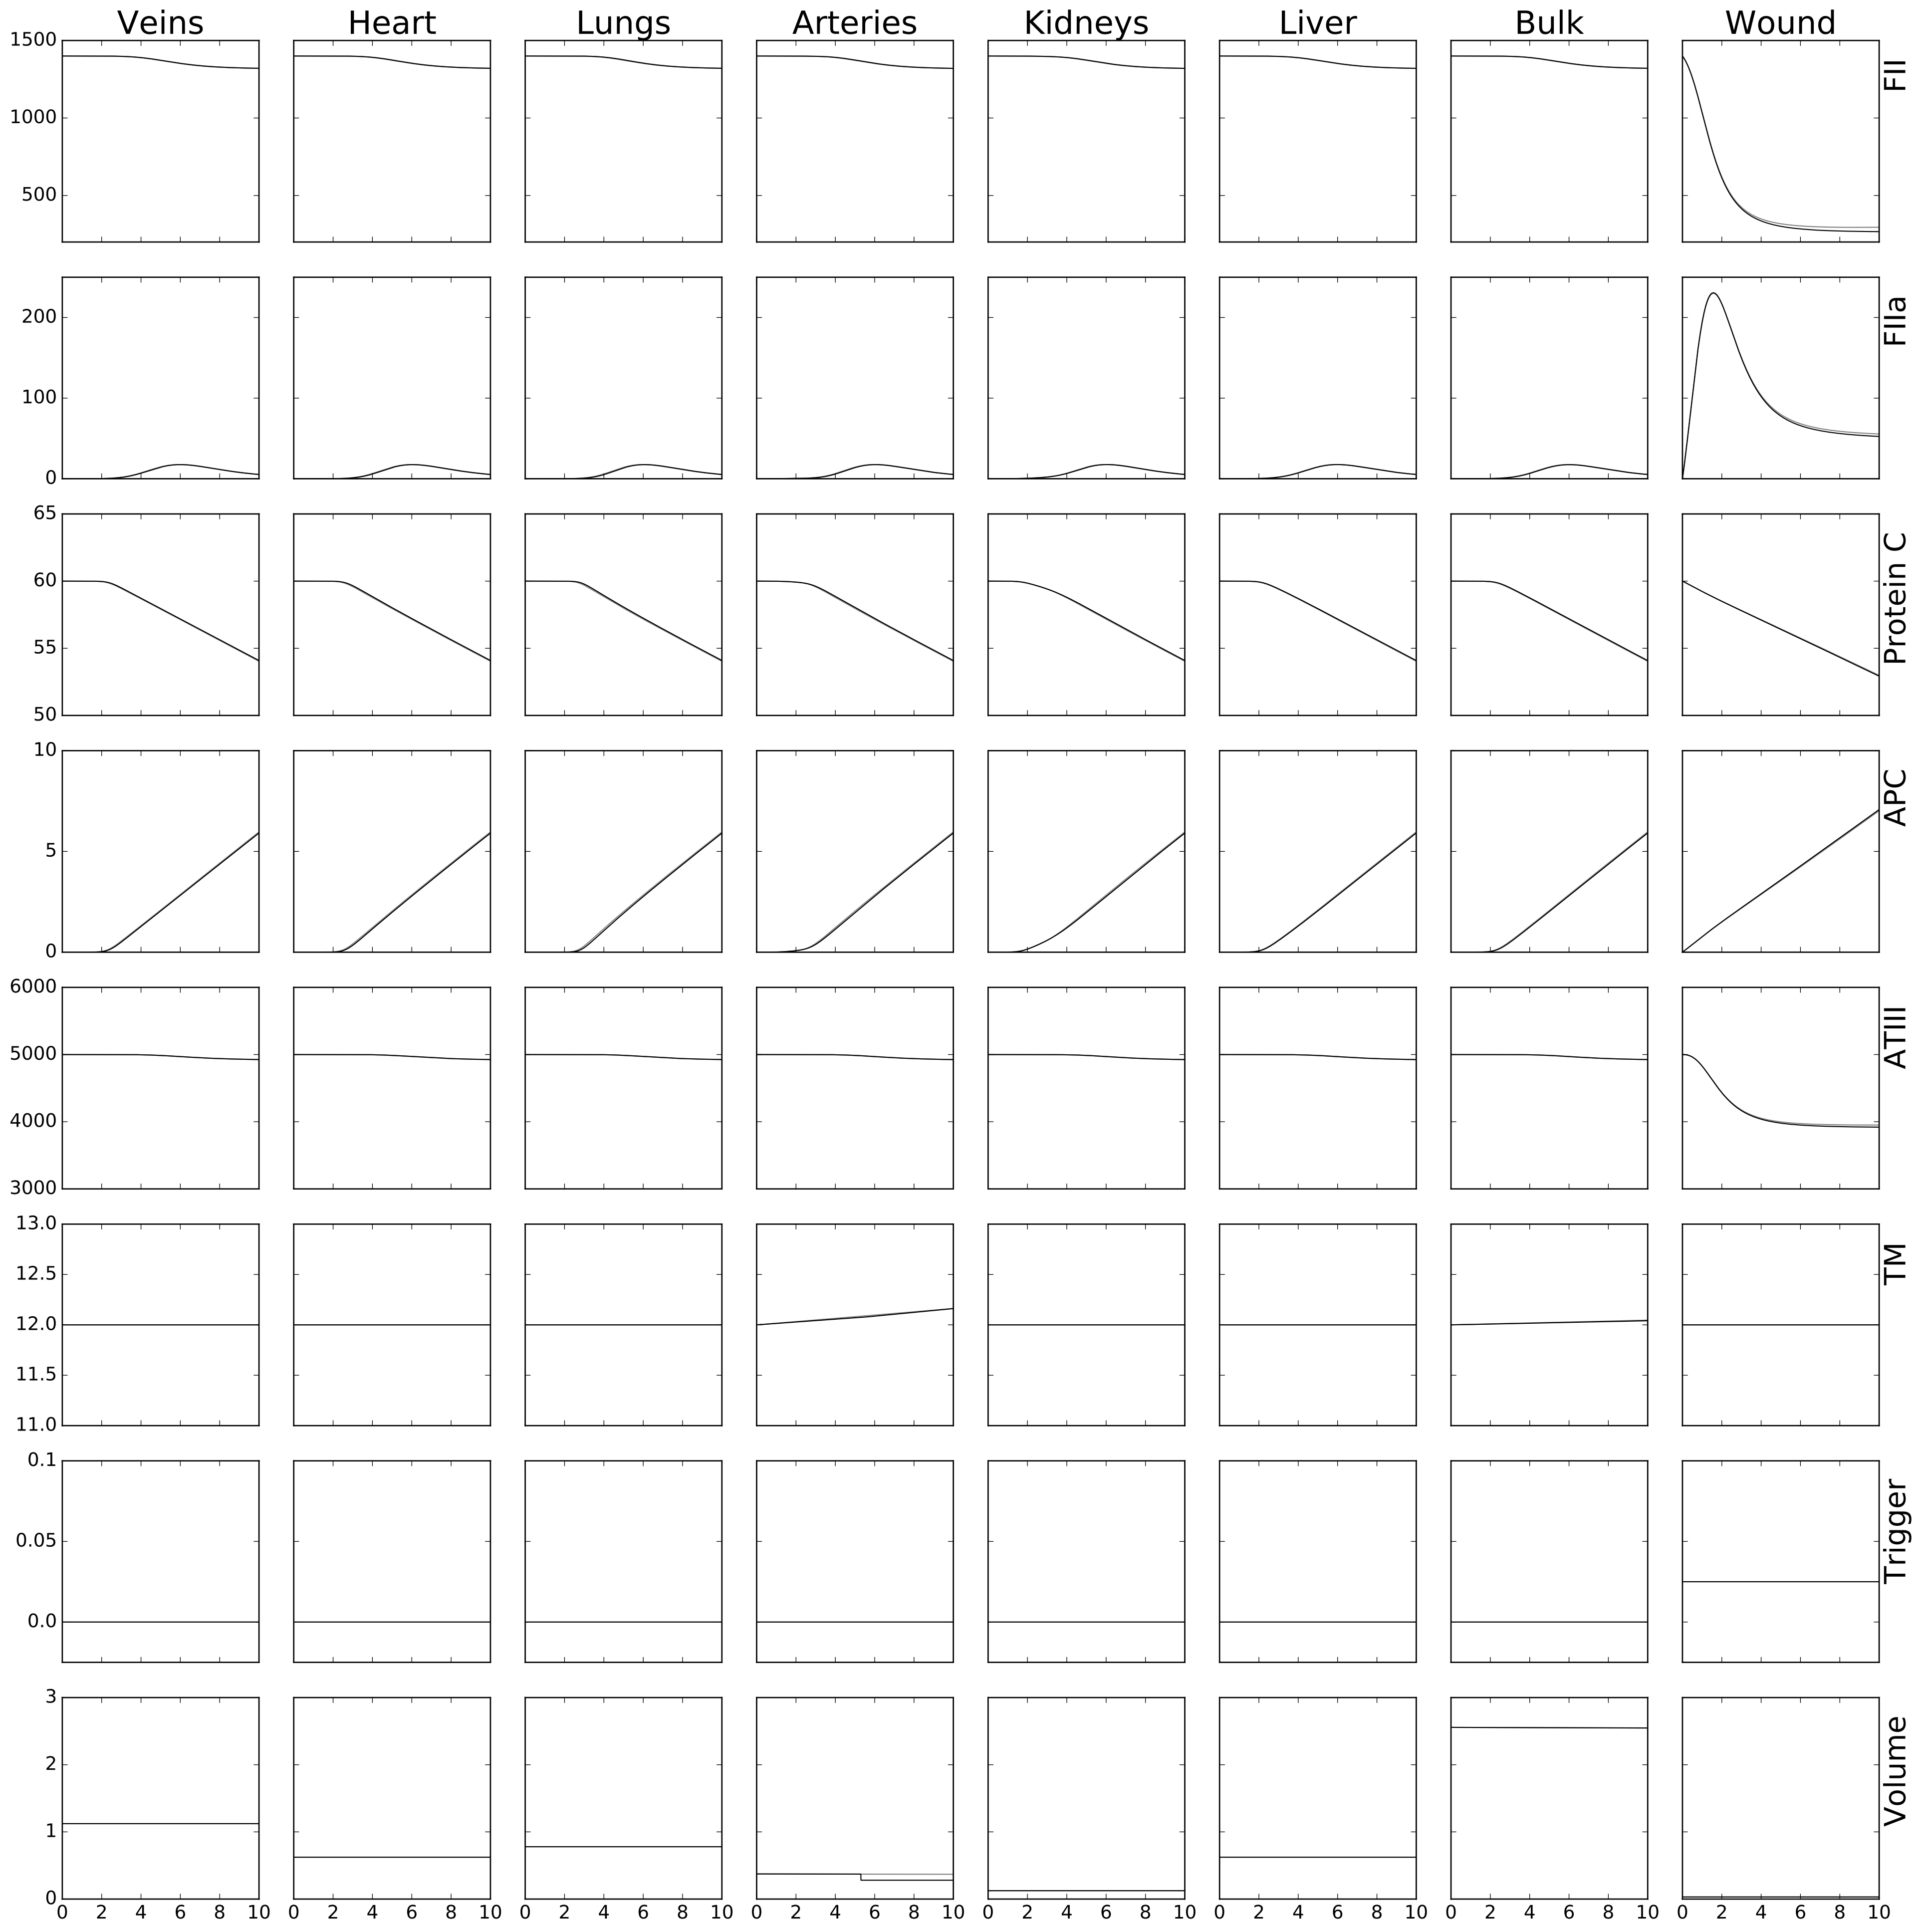 Veins Heart Lungs Arteries Kidneys Liver Bulk Wound
1500
1000
500
FII
200
100
0
FIIa
65
60
55
50
Protein C
10
5
0
APC
6000
5000
4000
3000
ATIII
13.0
12.5
12.0
11.5
11.0
TM
0.1
0.05
0.0
Trigger
3
2
1
0
Volume
0 2 4 6 8 10 0 2 4 6 8 10 0 2 4 6 8 10 0 2 4 6 8 10 0 2 4 6 8 10 0 2 4 6 8 10 0 2 4 6 8 10 0 2 4 6 8 10